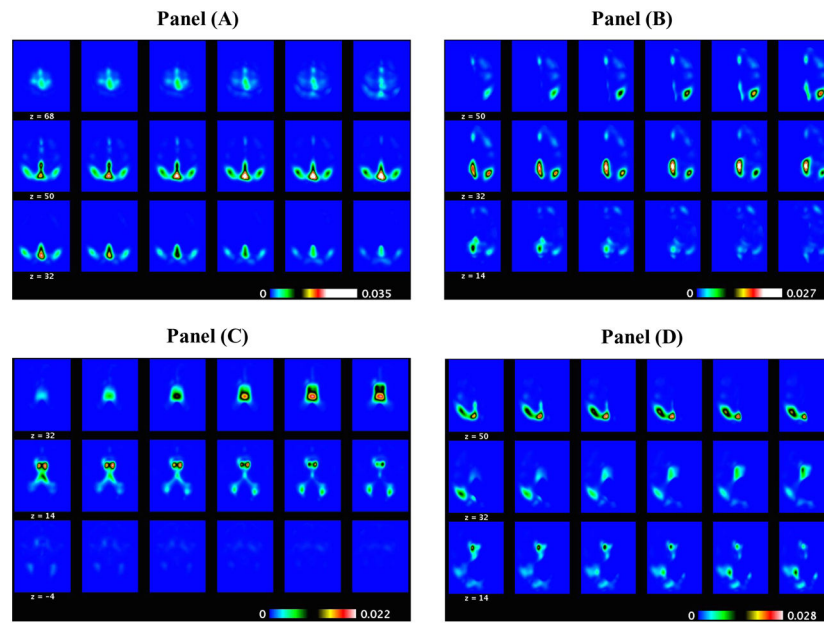 Panel (A)
z = 68
z = 50
z = 32
0 0.035
Panel (B)
z = 50
z = 32
z = 14
0 0.027
Panel (C)
z = 32
z = 14
z = -4
0 0.022
Panel (D)
z = 50
z = 32
z = 14
0 0.028